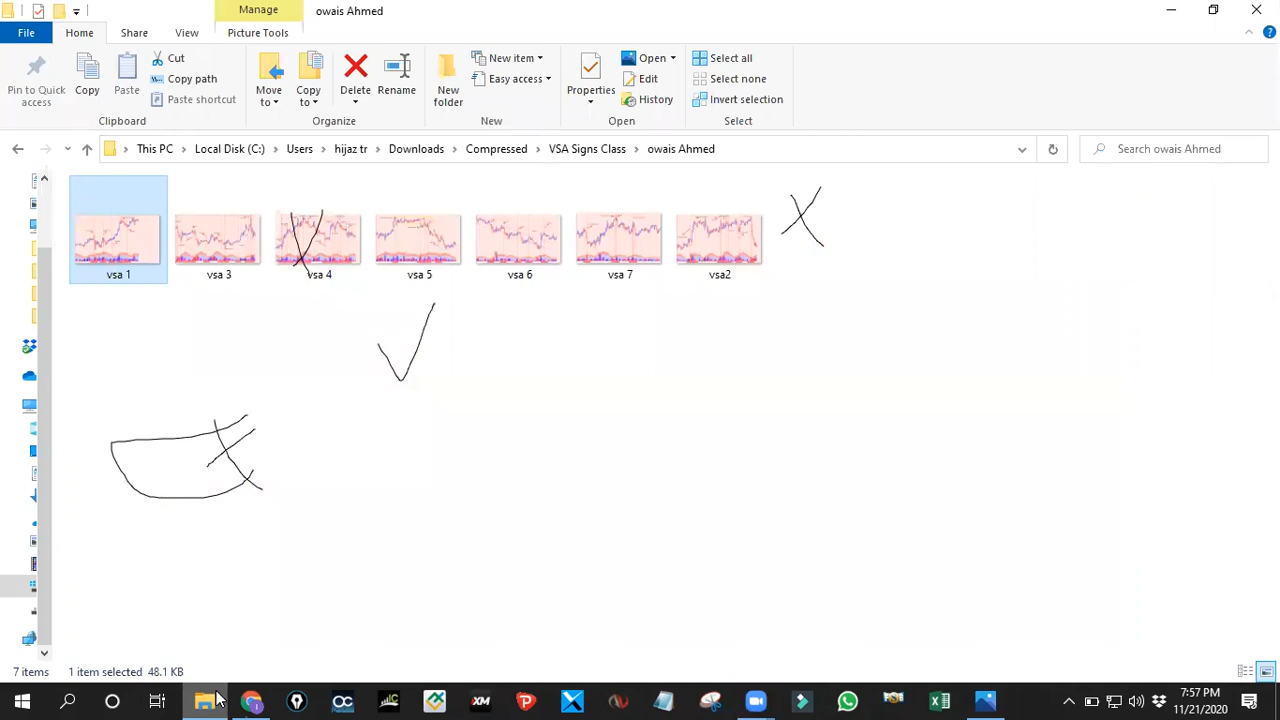 Manage
owais Ahmed
File
Home
Share
View
Picture Tools
Pin to Quick access
Copy
Paste
Cut
Copy path
Paste shortcut
Clipboard
Move to
Copy to
Delete
Rename
Organize
New folder
New item
Easy access
New
Properties
Open
Edit
History
Open
Select all
Select none
Invert selection
Select
This PC
Local Disk (C:)
Users
hijaz tr
Downloads
Compressed
VSA Signs Class
owais Ahmed
Search owais Ahmed
vsa 1
vsa 3
vsa 4
vsa 5
vsa 6
vsa 7
vsa2
7 items
1 item selected 48.1 KB
XM
7:57 PM
11/21/2020